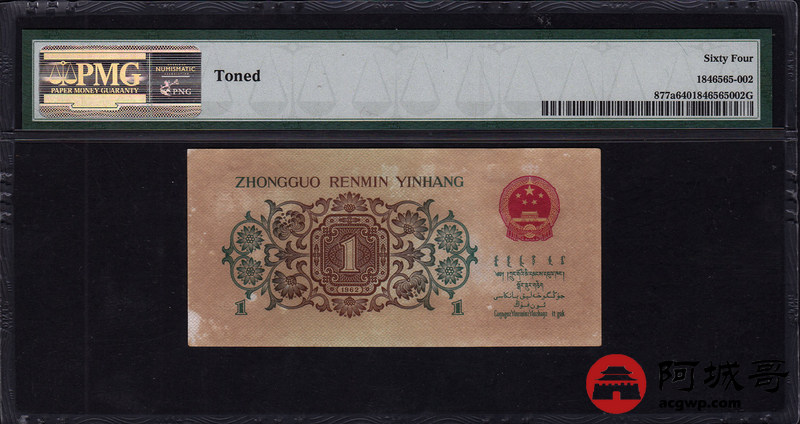 PMG
PAPER MONEY GUARANTY
NUMISMATIC
PNG
Toned
Sixty Four
1846565-002
877a6401846565002G
ZHONGGUO RENMIN YINHANG
1
1962
1
1
阿城哥
acgwp.com